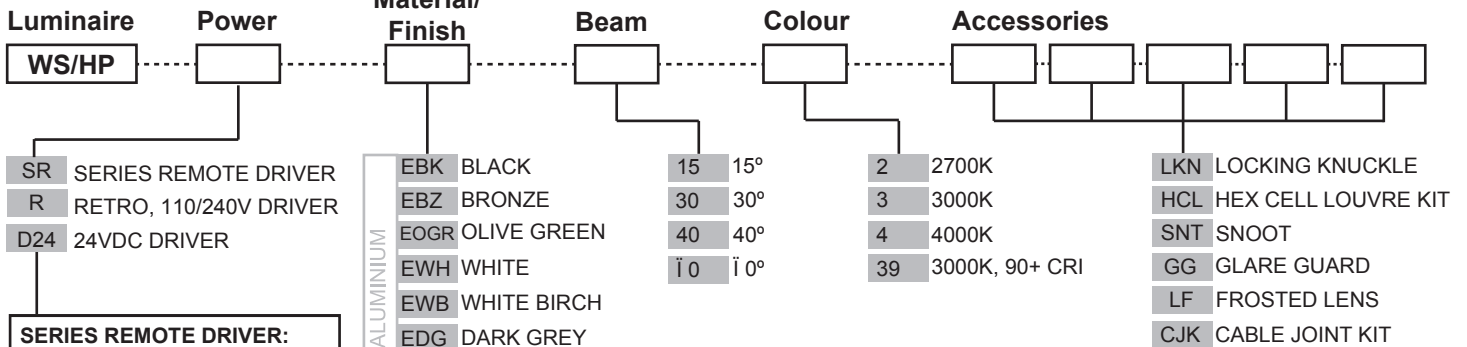 Material/
Luminaire Power Finish Beam Colour Accessories
WS/HP
SR SERIES REMOTE DRIVER
R RETRO, 110/240V DRIVER
D24 24VDC DRIVER
SERIES REMOTE DRIVER:
ALUMINIUM
EBK BLACK
EBZ BRONZE
EOGR OLIVE GREEN
EWH WHITE
EWB WHITE BIRCH
EDG DARK GREY
15 15º
30 30º
40 40º
Ï 0 Ï 0º
2 2700K
3 3000K
4 4000K
39 3000K, 90+ CRI
LKN LOCKING KNUCKLE
HCL HEX CELL LOUVRE KIT
SNT SNOOT
GG GLARE GUARD
LF FROSTED LENS
CJK CABLE JOINT KIT